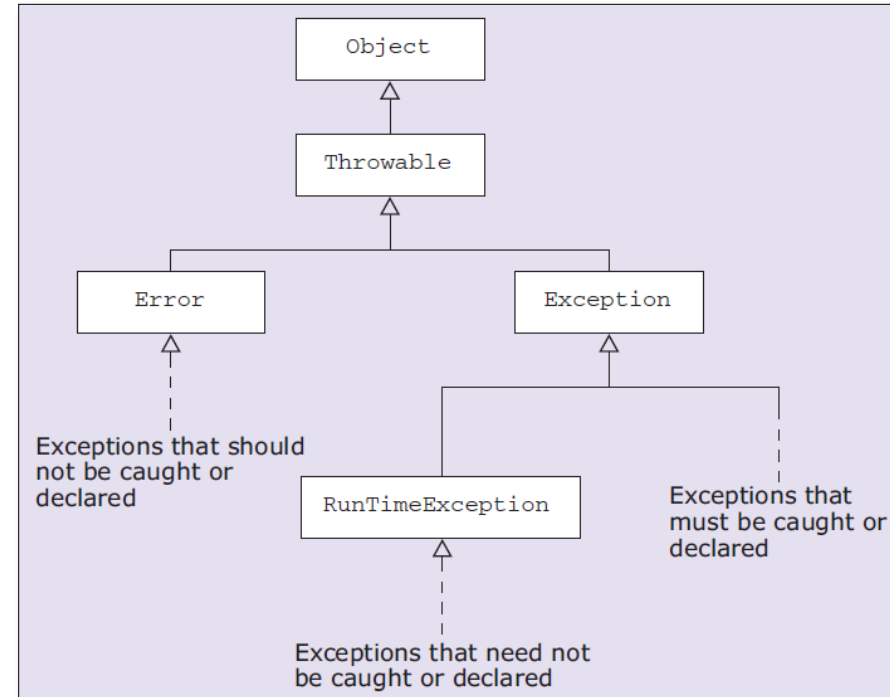 Object
Throwable
Error
Exception
Exceptions that should
not be caught or
declared
RunTimeException
Exceptions that
must be caught or
declared
Exceptions that need not
be caught or declared